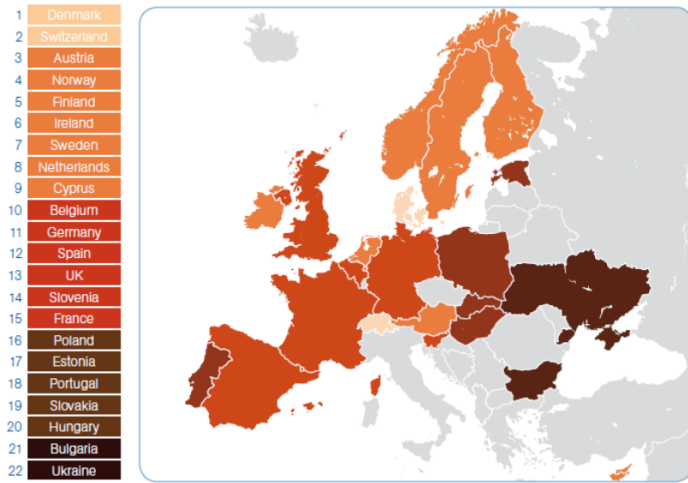 1 Denmark
2 Switzerland
3 Austria
4 Norway
5 Finland
6 Ireland
7 Sweden
8 Netherlands
9 Cyprus
10 Belgium
11 Germany
12 Spain
13 UK
14 Slovenia
15 France
16 Poland
17 Estonia
18 Portugal
19 Slovakia
20 Hungary
21 Bulgaria
22 Ukraine